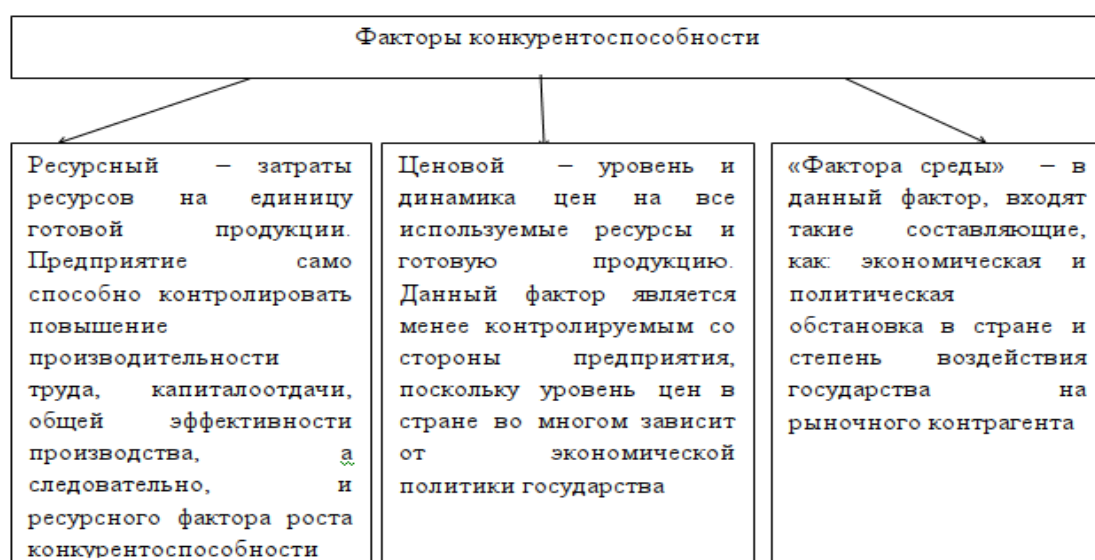 Факторы конкурентоспособности
Ресурсный – затраты
ресурсов на единицу
готовой продукции.
Предприятие само
способно контролировать
повышение
производительности
труда, капиталоотдачи,
общей эффективности
производства, а
следовательно, и
ресурсного фактора роста
конкурентоспособности
Ценовой – уровень и
динамика цен на все
используемые ресурсы и
готовую продукцию.
Данный фактор является
менее контролируемым со
стороны предприятия,
поскольку уровень цен в
стране во многом зависит
от экономической
политики государства
«Фактора среды» – в
данный фактор, входят
такие составляющие,
как: экономическая и
политическая
обстановка в стране и
степень воздействия
государства на
рыночного контрагента